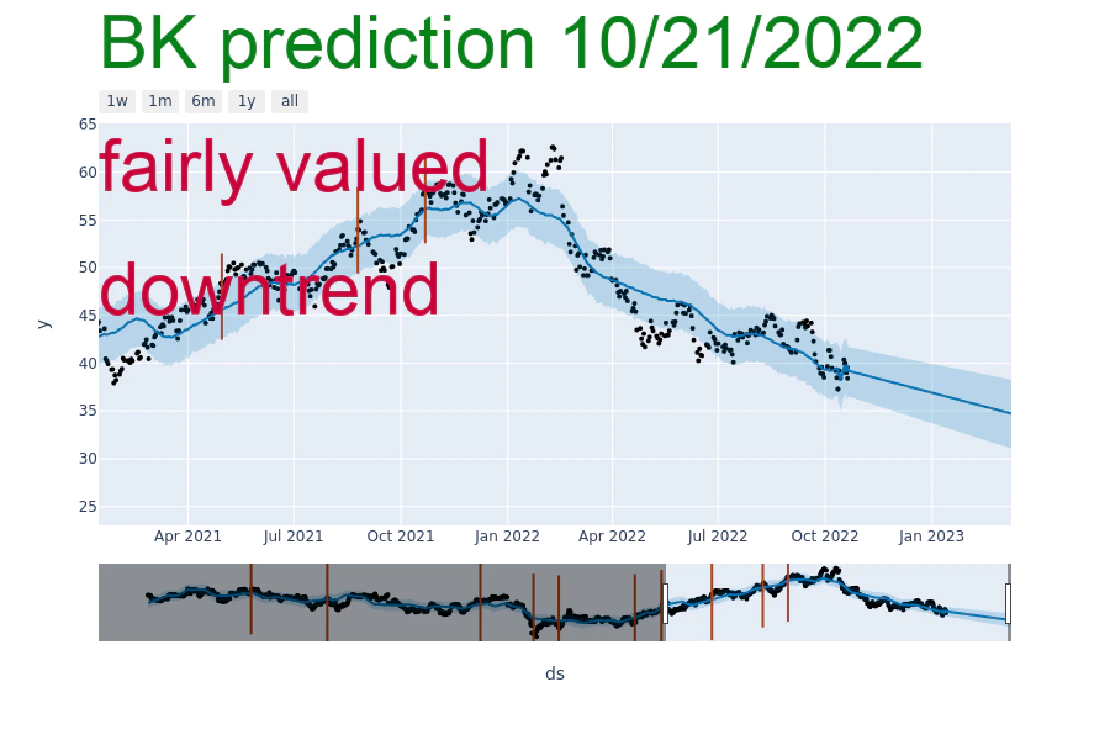 BK prediction 10/21/2022
1w 1m 6m 1y all
65
fairly valued
60
55
50
downtrend
45
y
40
35
30
25
Apr 2021 Jul 2021 Oct 2021 Jan 2022 Apr 2022 Jul 2022 Oct 2022 Jan 2023
ds